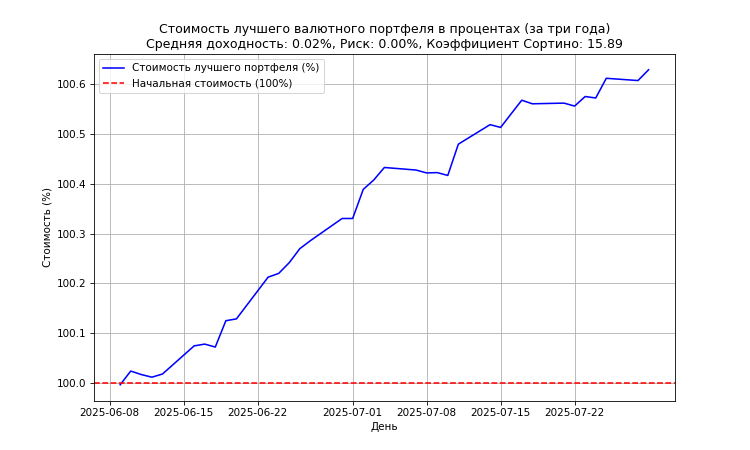 Стоимость лучшего валютного портфеля в процентах (за три года)
Средняя доходность: 0.02%, Риск: 0.00%, Коэффициент Сортино: 15.89
Стоимость лучшего портфеля (%)
Начальная стоимость (100%)
Стоимость (%)
100.6
100.5
100.4
100.3
100.2
100.1
100.0
2025-06-08
2025-06-15
2025-06-22
2025-07-01
2025-07-08
2025-07-15
2025-07-22
День